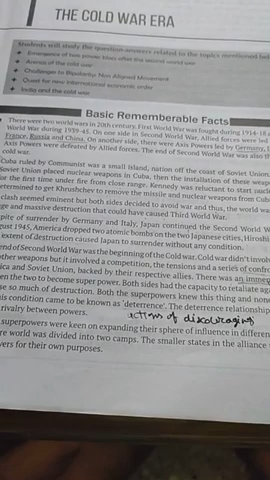 THE COLD WAR ERA
Students will study the question-answers related to the topics mentioned bel
Emergence of two power blocs after the second world war
Arenas of the cold war
Challenges to Bipolarity: Non Aligned Movement
Quest for new international economic order
India and the cold war
Basic Rememberable Facts
There were two world wars in 20th century. First World War was fought during 1914-18 a
World War during 1939-45. On one side in Second World War, Allied forces were led
France, Russia and China. On another side, there were Axis Powers led by Germany, I
Axis Powers were defeated by Allied forces. The end of Second World War was also th
cold war.
Cuba ruled by Communist was a small island, nation off the coast of Soviet Union
Soviet Union placed nuclear weapons in Cuba, then the installation of these weap
for the first time under fire from close range. Kennedy was reluctant to start
determined to get Khrushchev to remove the missile and nuclear weapons from Cuba
clash seemed eminent but both sides decided to avoid war and thus, the world wa
ge and massive destruction that could have caused Third World War.
pity of surrender by Germany and Italy, Japan continued the Second World W
gust 1945, America dropped two atomic bomb on the two Japanese cities, Hirosh
extent of destruction caused Japan to surrender without any condition.
end of Second World War was the beginning of the Cold war. Cold war didn't invol
other weapons but it involved a competition, the tensions and a series of confr
ica and Soviet Union, backed by their respective allies. There was an immed
en the two to become super power. Both sides had the capacity to retaliate ag
se so much of destruction. Both the superpowers knew this thing and non
is condition came to be known as 'deterrence'. The deterrence relationship
rivalry between powers.
ctions of discouraging
superpowers were keen on expanding their sphere of influence in differen
re world was divided into two camps. The smaller states in the alliance
vers for their own purposes.